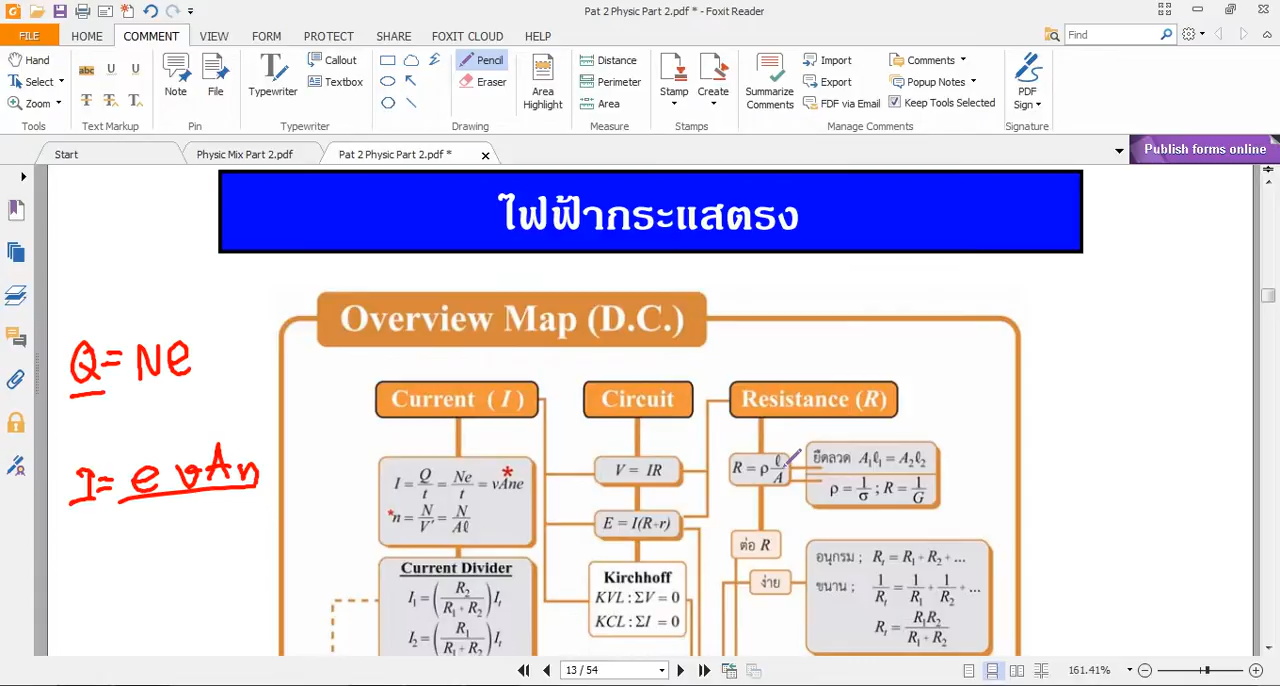 Pat 2 Physic Part 2.pdf * - Foxit Reader
FILE HOME COMMENT VIEW FORM PROTECT SHARE FOXIT CLOUD HELP Find
Hand
Select
Zoom
Tools
abc U U
T T T
Text Markup
Note File
Pin
Typewriter
Callout
Textbox
Typewriter
Pencil
Eraser
Area Highlight
Drawing
Distance
Perimeter
Area
Measure
Stamp Create
Stamps
Summarize Comments
Import
Export
FDF via Email
Comments
Popup Notes
Keep Tools Selected
Manage Comments
PDF Sign
Signature
Start Physic Mix Part 2.pdf Pat 2 Physic Part 2.pdf * Publish forms online
ไฟฟ้ากระแสตรง
Overview Map (D.C.)
Q = Ne
I = e v A n
Current ( I )
I = Q/t = Ne/t = vAne *
*n = N/V' = N/Aℓ
Current Divider
I₁ = (R₂/(R₁+R₂)) Iₜ
I₂ = (R₁/(R₁+R₂)) Iₜ
Circuit
V = IR
E = I(R+r)
Kirchhoff
KVL : ΣV = 0
KCL : ΣI = 0
Resistance (R)
R = ρ ℓ/A
ยืดลวด A₁ℓ₁ = A₂ℓ₂
ρ = 1/σ ; R = 1/G
ต่อ R
ง่าย
อนุกรม ; Rₜ = R₁ + R₂ + ...
ขนาน ; 1/Rₜ = 1/R₁ + 1/R₂ + ...
Rₜ = R₁R₂/(R₁+R₂)
13 / 54 161.41%